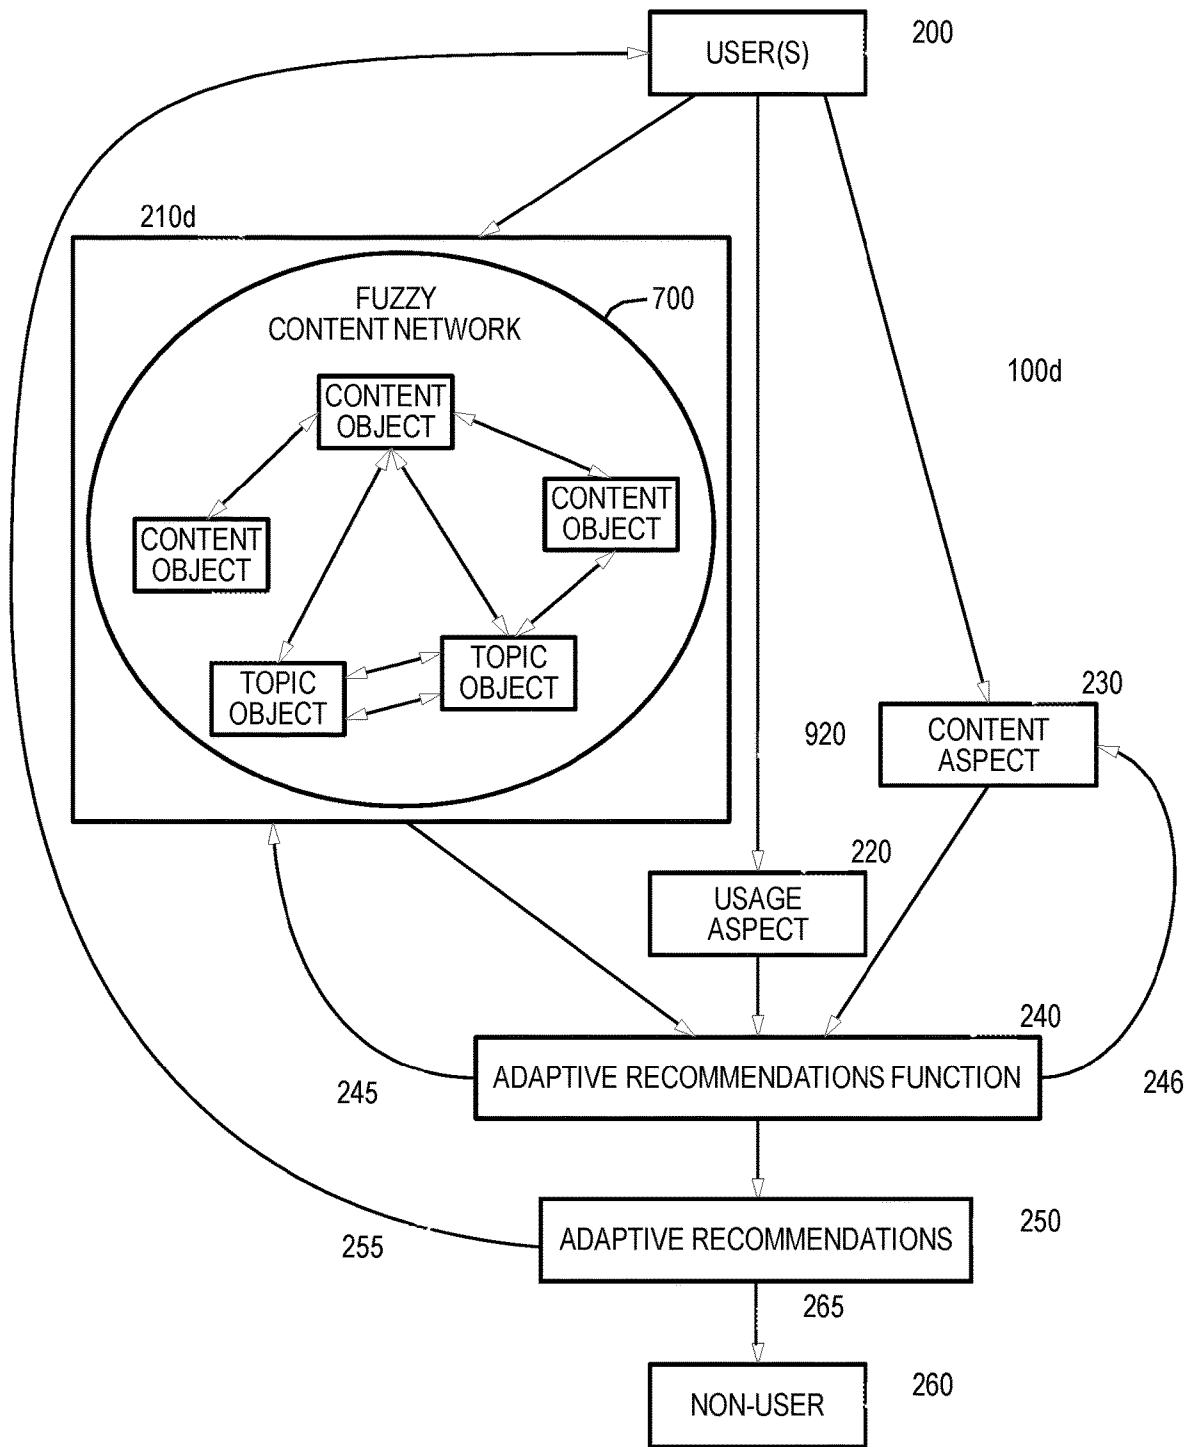 200
USER(S)
210d
FUZZY
CONTENT NETWORK
700
100d
CONTENT
OBJECT
CONTENT
OBJECT
CONTENT
OBJECT
TOPIC
OBJECT
TOPIC
OBJECT
230
920
CONTENT
ASPECT
220
USAGE
ASPECT
240
ADAPTIVE RECOMMENDATIONS FUNCTION
245
246
250
ADAPTIVE RECOMMENDATIONS
255
265
260
NON-USER